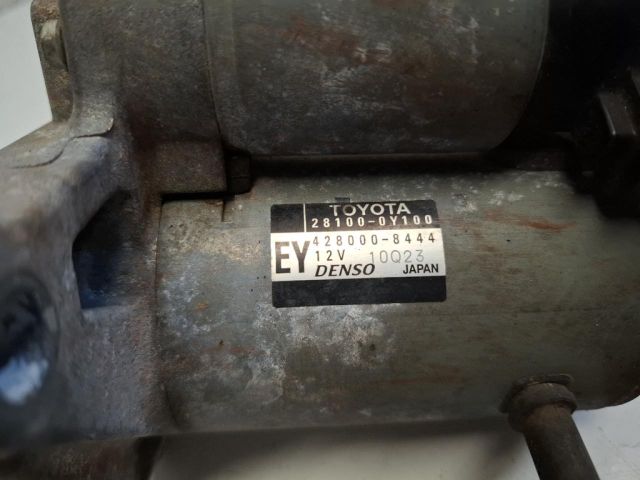 TOYOTA
28100-0Y100
EY 428000-8444
12V 10Q23
DENSO JAPAN